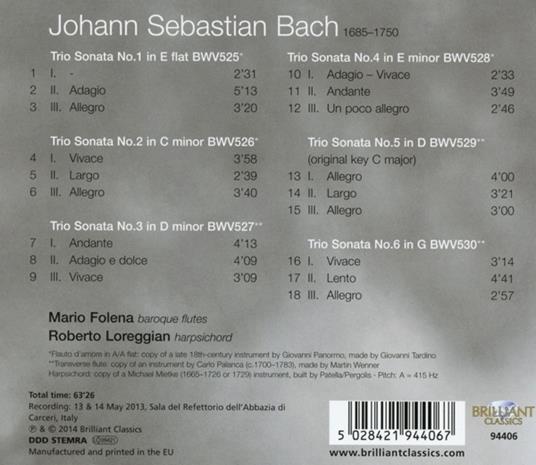 Johann Sebastian Bach 1685–1750
Trio Sonata No.1 in E flat BWV525*
1 I. - 2'31
2 II. Adagio 5'13
3 III. Allegro 3'20
Trio Sonata No.2 in C minor BWV526*
4 I. Vivace 3'58
5 II. Largo 2'39
6 III. Allegro 3'40
Trio Sonata No.3 in D minor BWV527**
7 I. Andante 4'13
8 II. Adagio e dolce 4'09
9 III. Vivace 3'09
Trio Sonata No.4 in E minor BWV528*
10 I. Adagio – Vivace 2'33
11 II. Andante 3'49
12 III. Un poco allegro 2'46
Trio Sonata No.5 in D BWV529**
(original key C major)
13 I. Allegro 4'00
14 II. Largo 3'21
15 III. Allegro 3'00
Trio Sonata No.6 in G BWV530**
16 I. Vivace 3'14
17 II. Lento 4'41
18 III. Allegro 2'57
Mario Folena baroque flutes
Roberto Loreggian harpsichord
*Flauto d'amore in A/A flat: copy of a late 18th-century instrument by Giovanni Panormo, made by Giovanni Tardino
**Transverse flute: copy of an instrument by Carlo Palanca (c.1700–1783), made by Martin Wenner
Harpsichord: copy of a Michael Mietke (1665–1726 or 1729) instrument, built by Patella/Pergolis - Pitch: A = 415 Hz
Total time: 63'26
Recording: 13 & 14 May 2013, Sala del Refettorio dell'Abbazia di
Carceri, Italy
℗ & © 2014 Brilliant Classics
DDD STEMRA
Manufactured and printed in the EU
5 028421 944067
www.brilliantclassics.com
BRILLIANT
CLASSICS
94406